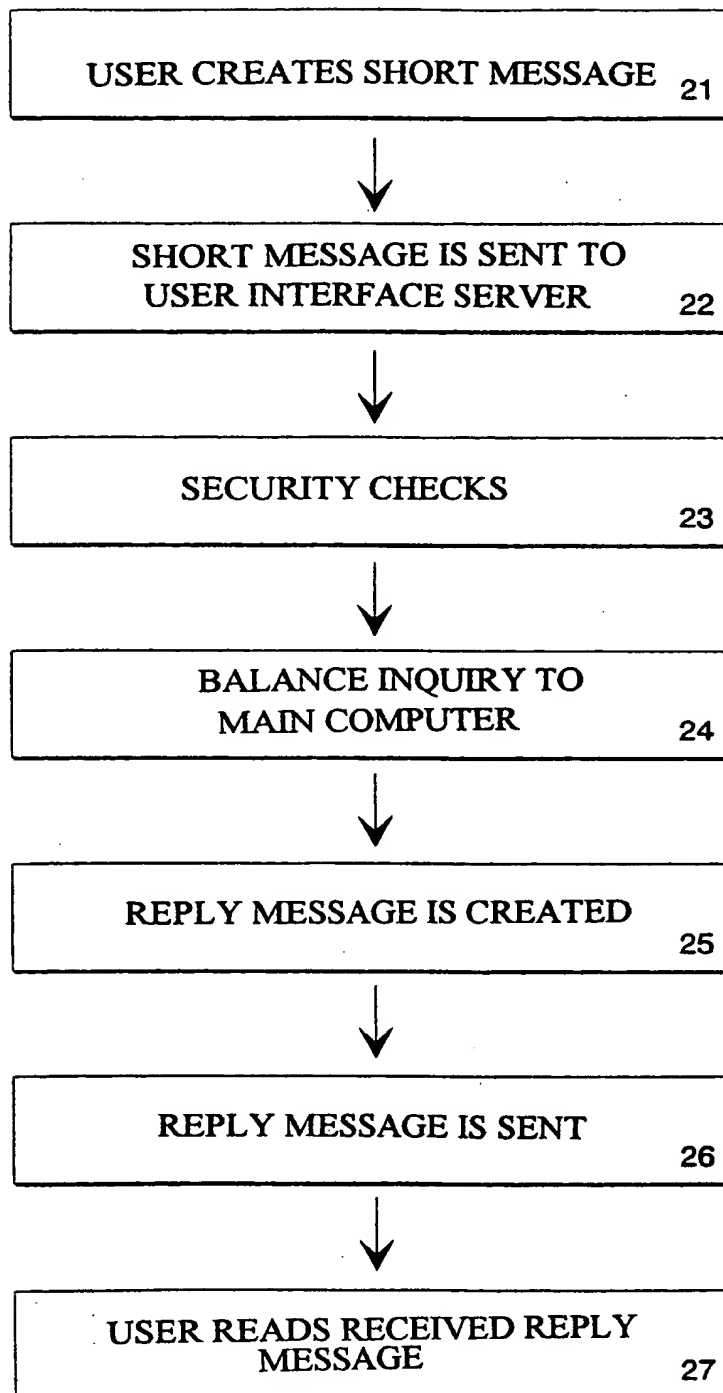 USER CREATES SHORT MESSAGE 21
SHORT MESSAGE IS SENT TO
USER INTERFACE SERVER 22
SECURITY CHECKS
23
BALANCE INQUIRY TO
MAIN COMPUTER 24
REPLY MESSAGE IS CREATED
25
REPLY MESSAGE IS SENT
26
USER READS RECEIVED REPLY
MESSAGE 27